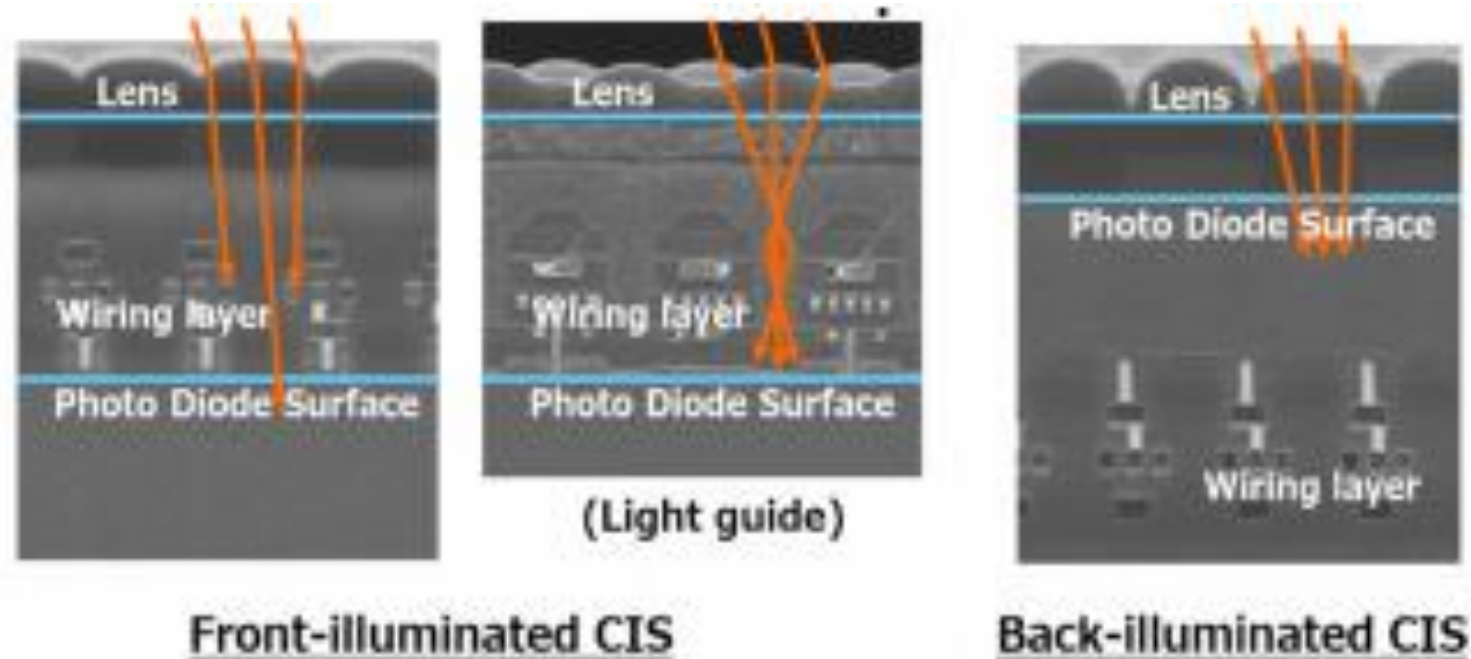 Lens
Wiring layer
Photo Diode Surface
Lens
Wiring layer
Photo Diode Surface
(Light guide)
Lens
Photo Diode Surface
Wiring layer
Front-illuminated CIS
Back-illuminated CIS